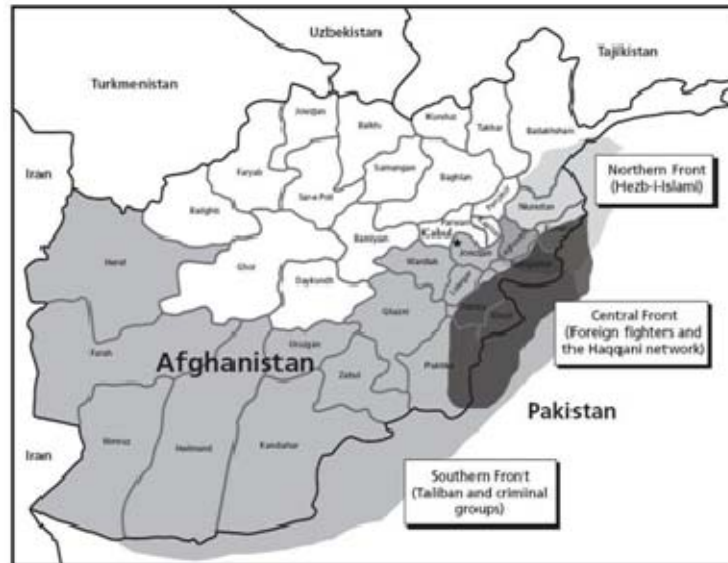 Uzbekistan
Tajikistan
Turkmenistan
Jowzjan
Balkh
Kunduz
Takhar
Badakhshan
Iran
Faryab
Samangan
Baghlan
Northern Front
(Hezb-i-Islami)
Sar-e Pol
Badghis
Nuristan
Kabul
Bamiyan
Herat
Wardak
Ghor
Daykundi
Ghazni
Central Front
(Foreign fighters and
the Haqqani network)
Farah
Afghanistan
Uruzgan
Zabul
Paktika
Pakistan
Nimruz
Helmand
Kandahar
Iran
Southern Front
(Taliban and criminal
groups)